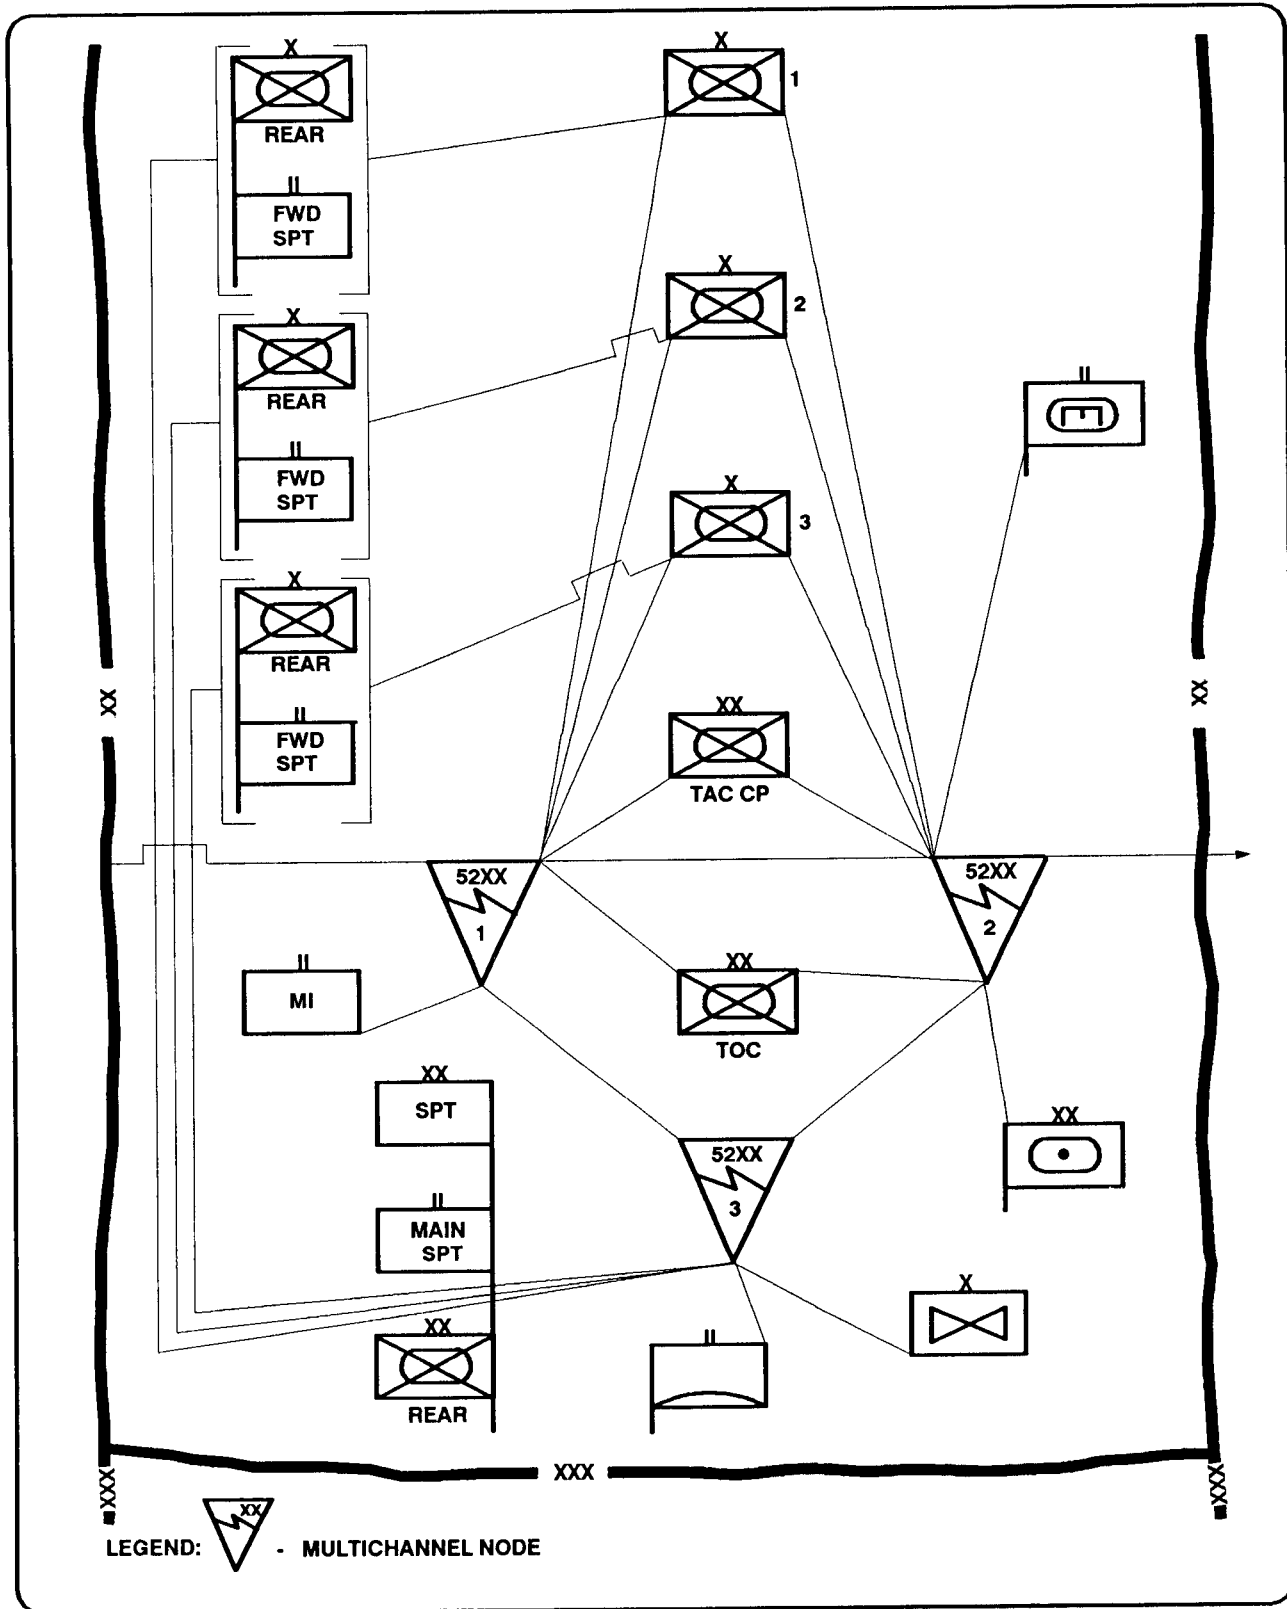 X
1
REAR
II
FWD
SPT
X
2
X
REAR
II
FWD
SPT
X
3
II
E
X
REAR
II
FWD
SPT
XX
XX
XX
TAC CP
52XX
1
52XX
2
II
MI
XX
TOC
XX
SPT
52XX
3
XX
II
MAIN
SPT
X
XX
REAR
II
XXX
XXX
XXX
LEGEND:
XX
- MULTICHANNEL NODE
X